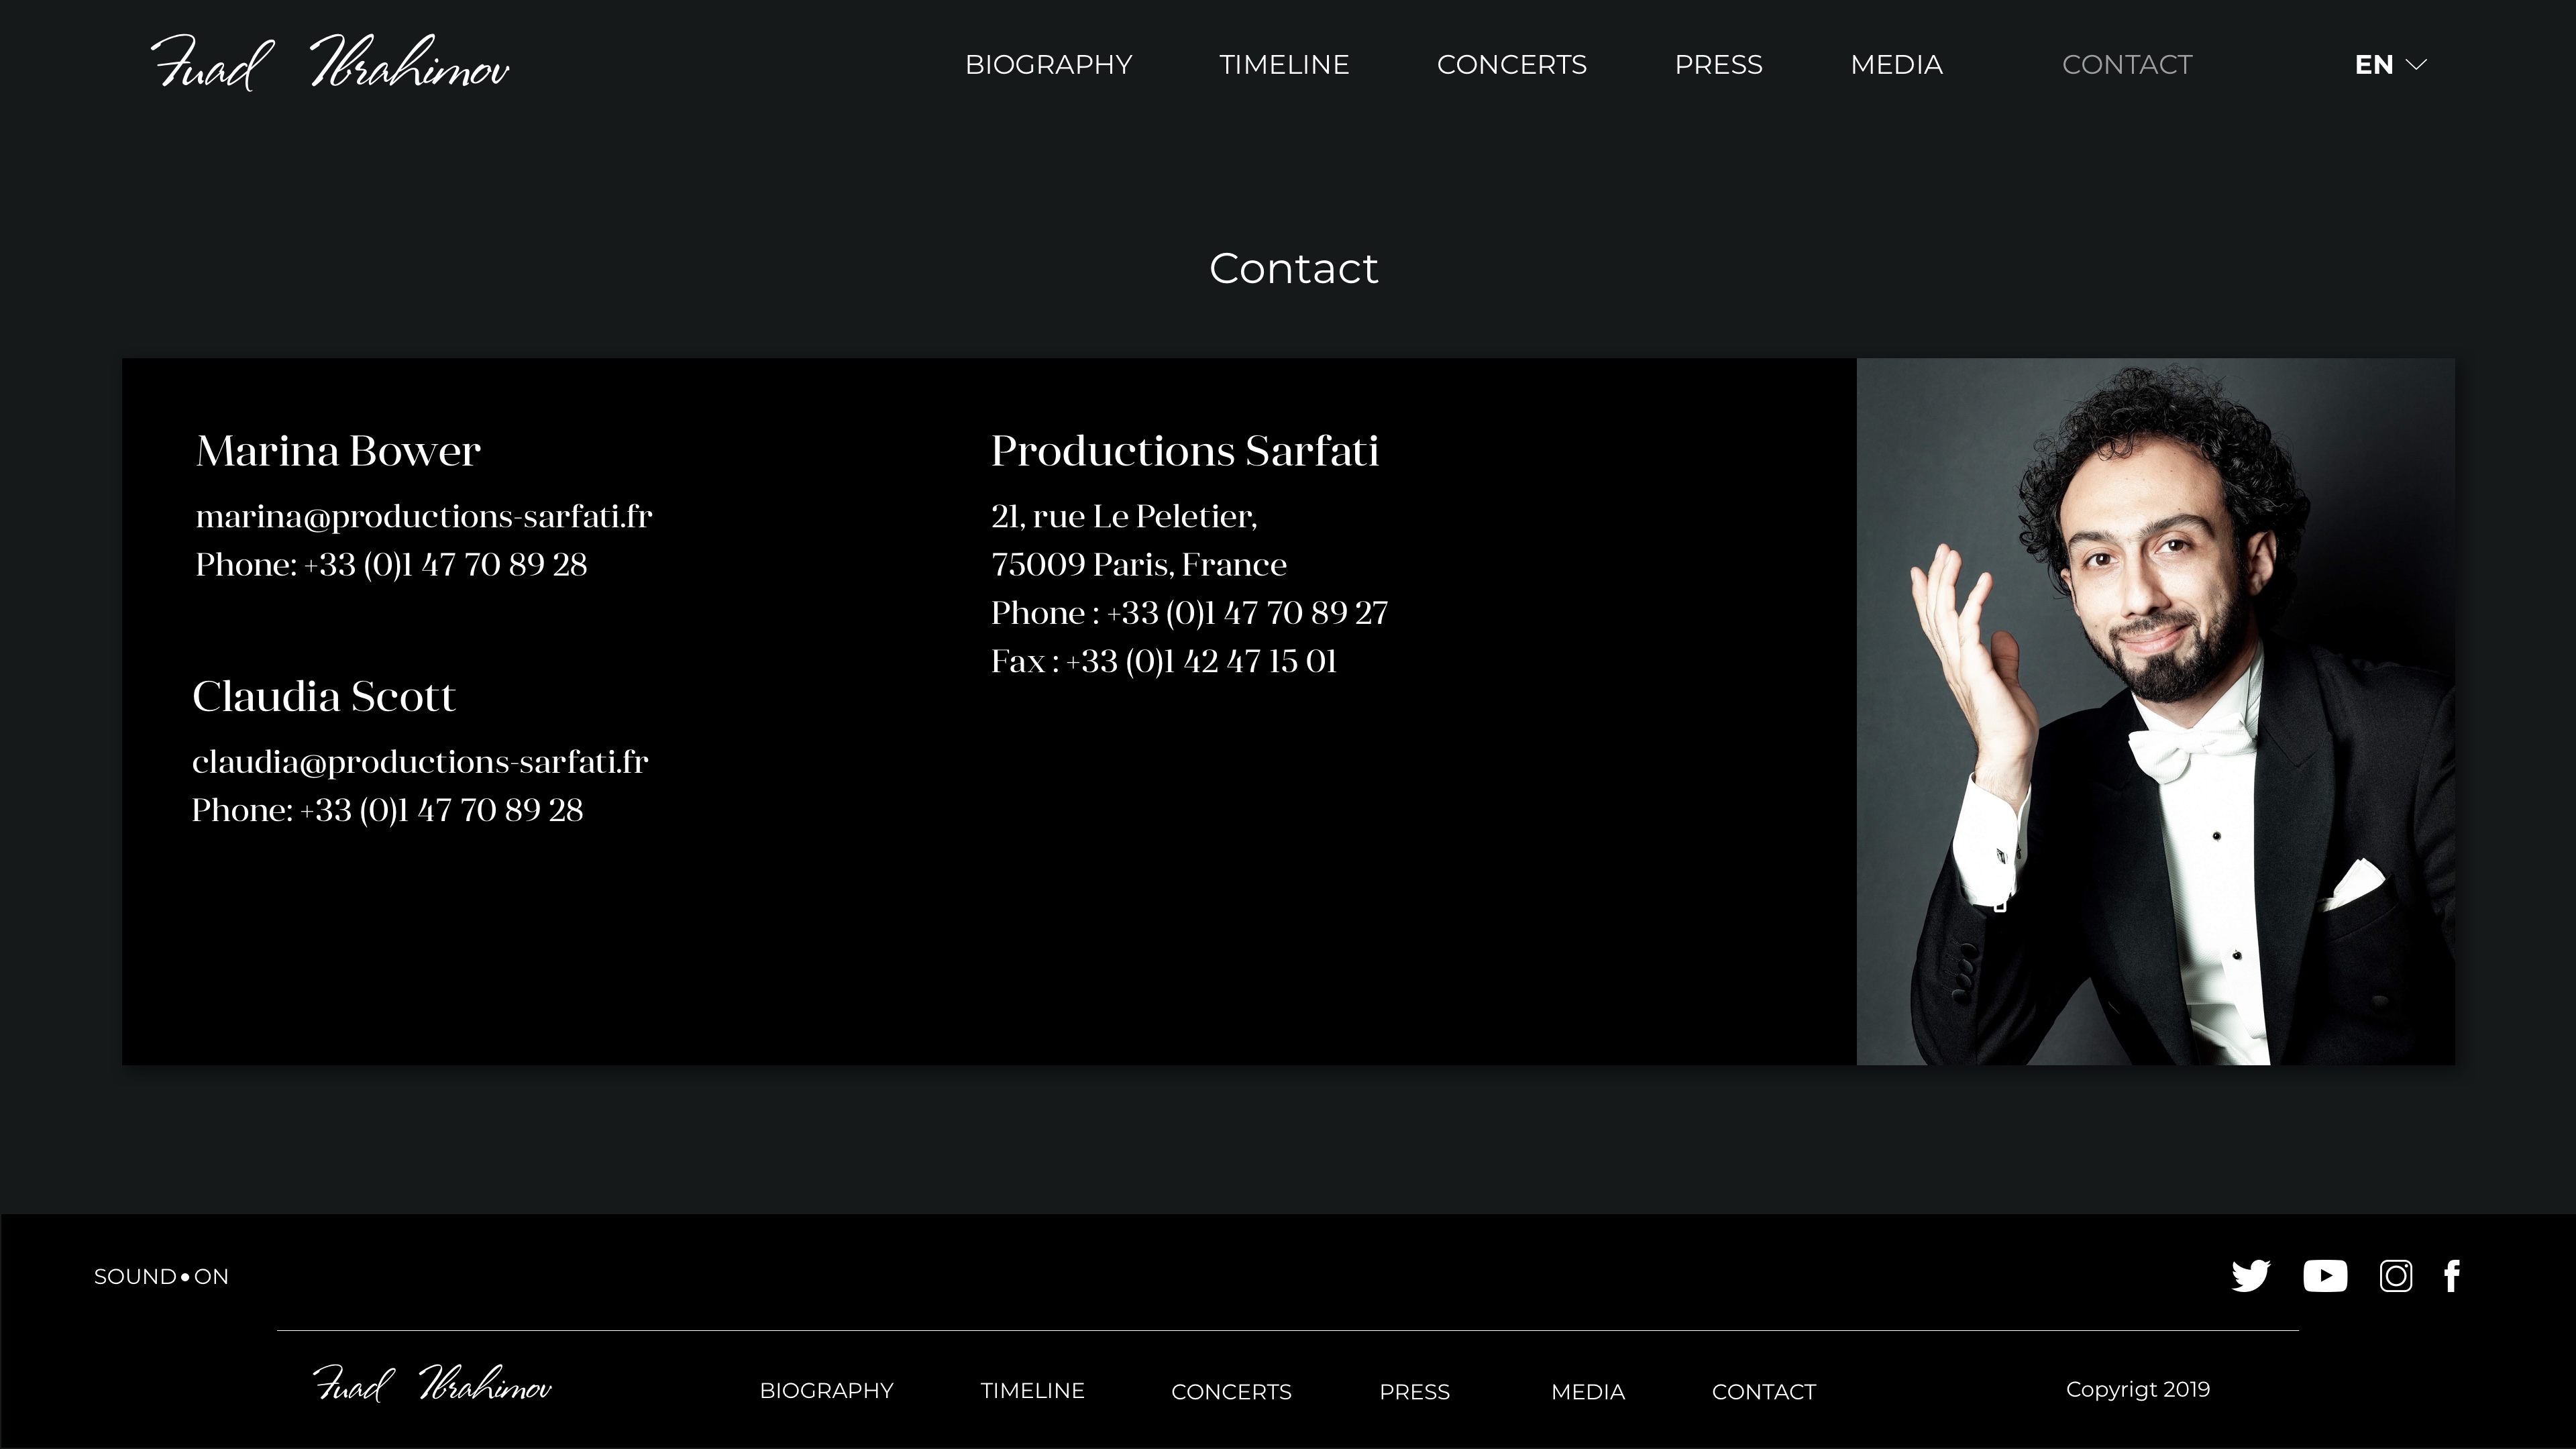 Fuad Ibrahimov
BIOGRAPHY TIMELINE CONCERTS PRESS MEDIA CONTACT EN
Contact
Marina Bower
marina@productions-sarfati.fr
Phone: +33 (0)1 47 70 89 28
Claudia Scott
claudia@productions-sarfati.fr
Phone: +33 (0)1 47 70 89 28
Productions Sarfati
21, rue Le Peletier,
75009 Paris, France
Phone : +33 (0)1 47 70 89 27
Fax : +33 (0)1 42 47 15 01
SOUND•ON
Fuad Ibrahimov
BIOGRAPHY TIMELINE CONCERTS PRESS MEDIA CONTACT
Copyrigt 2019